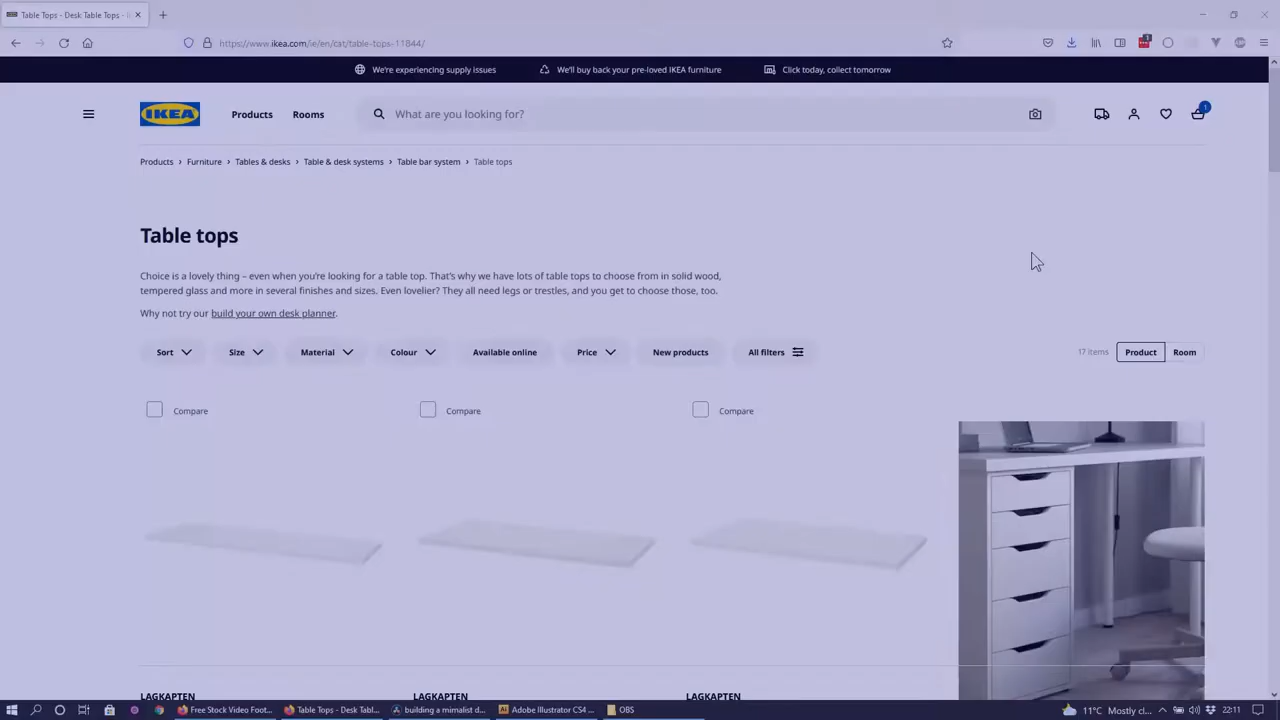 Table Tops - Desk Table Tops - I
https://www.ikea.com/ie/en/cat/table-tops-11844/
We're experiencing supply issues
We'll buy back your pre-loved IKEA furniture
Click today, collect tomorrow
IKEA
Products
Rooms
What are you looking for?
1
Products › Furniture › Tables & desks › Table & desk systems › Table bar system › Table tops
Table tops
Choice is a lovely thing – even when you're looking for a table top. That's why we have lots of table tops to choose from in solid wood,
tempered glass and more in several finishes and sizes. Even lovelier? They all need legs or trestles, and you get to choose those, too.
Why not try our build your own desk planner.
Sort
Size
Material
Colour
Available online
Price
New products
All filters
17 items
Product
Room
Compare
Compare
Compare
LAGKAPTEN
LAGKAPTEN
LAGKAPTEN
Free Stock Video Foot...
Table Tops - Desk Tabl...
building a mimalist d...
Adobe Illustrator CS4 ...
OBS
11°C Mostly cl...
22:11